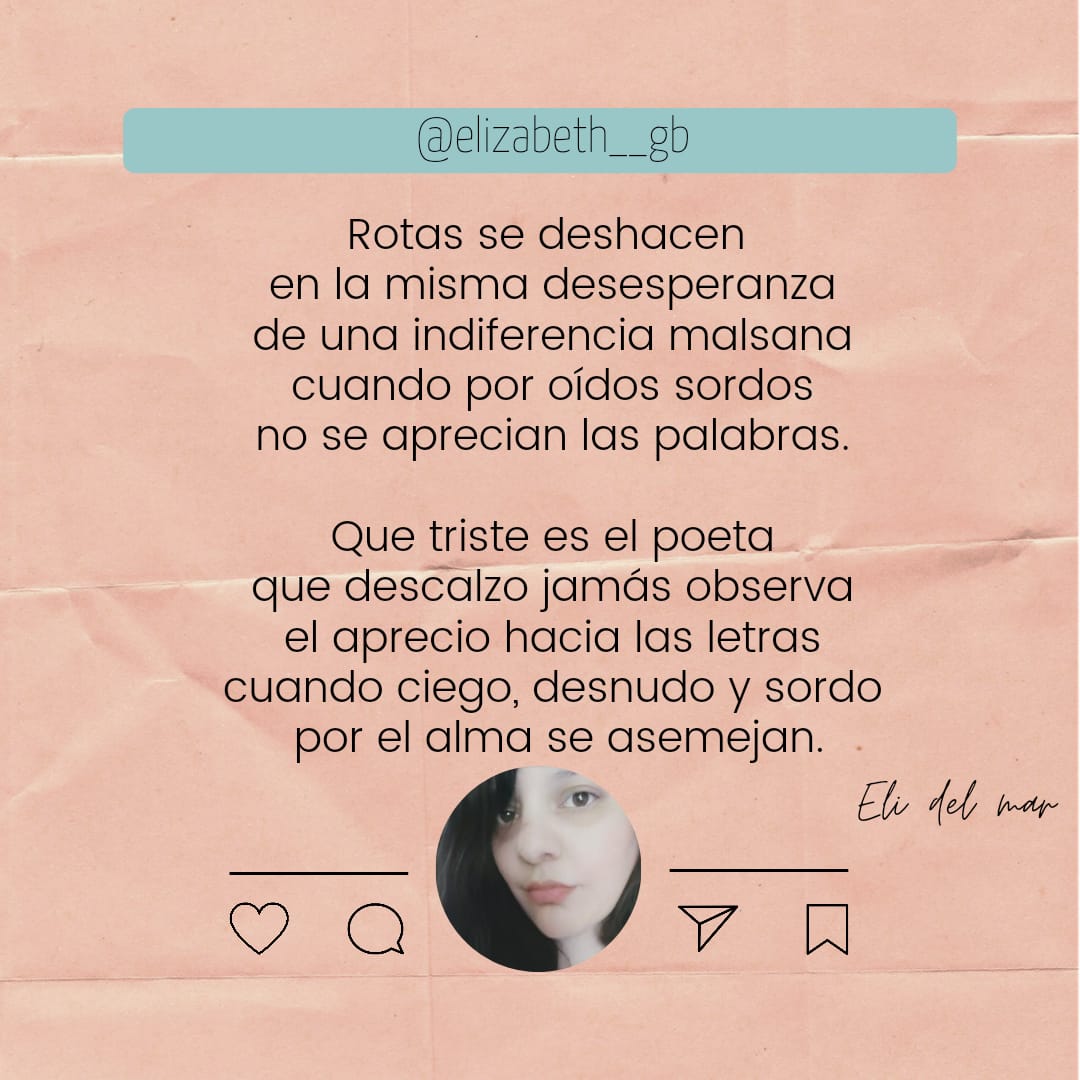 @elizabeth__gb
Rotas se deshacen
en la misma desesperanza
de una indiferencia malsana
cuando por oídos sordos
no se aprecian las palabras.
Que triste es el poeta
que descalzo jamás observa
el aprecio hacia las letras
cuando ciego, desnudo y sordo
por el alma se asemejan.
Eli del mar